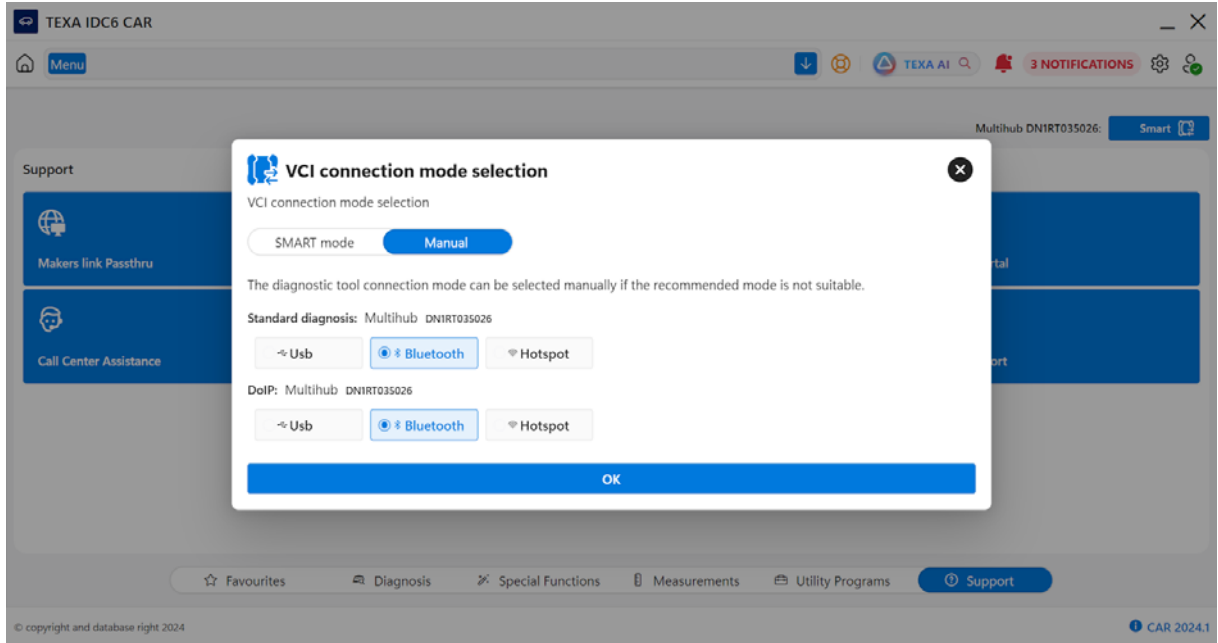 TEXA IDC6 CAR
Menu
TEXA AI
3 NOTIFICATIONS
Multihub DN1RT035026:
Smart
Support
Makers link Passthru
Call Center Assistance
rtal
ort
VCI connection mode selection
VCI connection mode selection
SMART mode
Manual
The diagnostic tool connection mode can be selected manually if the recommended mode is not suitable.
Standard diagnosis: Multihub DN1RT035026
Usb
Bluetooth
Hotspot
DoIP: Multihub DN1RT035026
Usb
Bluetooth
Hotspot
OK
Favourites
Diagnosis
Special Functions
Measurements
Utility Programs
Support
© copyright and database right 2024
CAR 2024.1